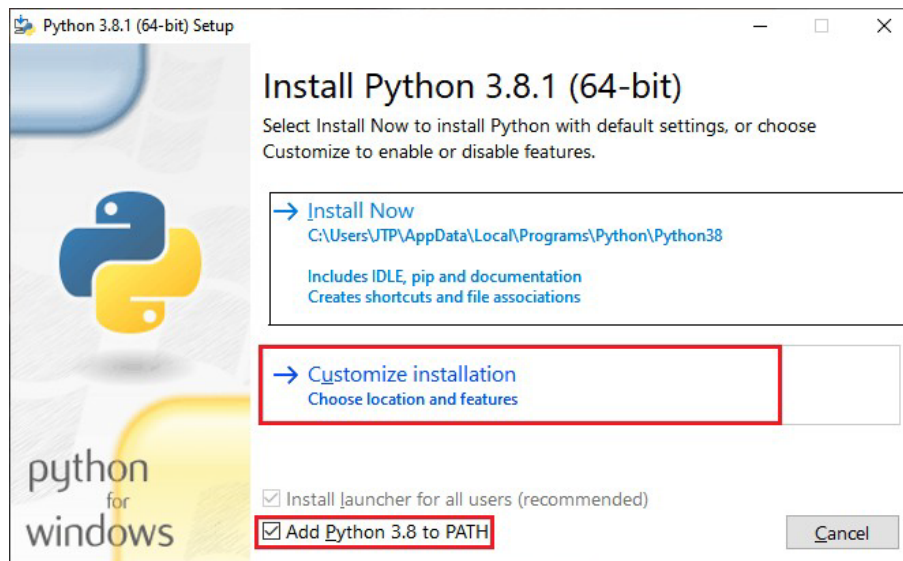 Python 3.8.1 (64-bit) Setup
Install Python 3.8.1 (64-bit)
Select Install Now to install Python with default settings, or choose
Customize to enable or disable features.
Install Now
C:\Users\JTP\AppData\Local\Programs\Python\Python38
Includes IDLE, pip and documentation
Creates shortcuts and file associations
Customize installation
Choose location and features
python
for
windows
Install launcher for all users (recommended)
Add Python 3.8 to PATH
Cancel